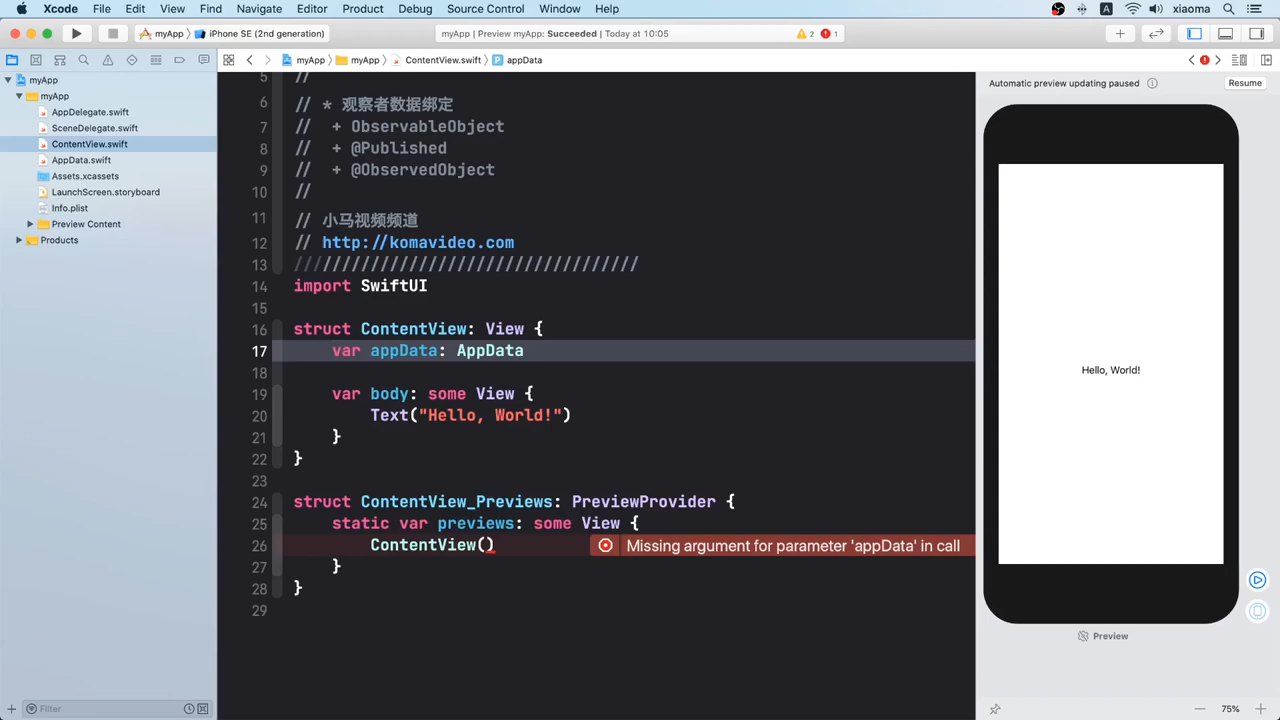 Xcode File Edit View Find Navigate Editor Product Debug Source Control Window Help A xiaoma
myApp iPhone SE (2nd generation) myApp | Preview myApp: Succeeded | Today at 10:05 2 1
myApp myApp ContentView.swift P appData
myApp
myApp
AppDelegate.swift
SceneDelegate.swift
ContentView.swift
AppData.swift
Assets.xcassets
LaunchScreen.storyboard
Info.plist
Preview Content
Products
Filter
5 //
6 // * 观察者数据绑定
7 // + ObservableObject
8 // + @Published
9 // + @ObservedObject
10 //
11 // 小马视频频道
12 // http://komavideo.com
13 ////////////////////////////////////
14 import SwiftUI
15
16 struct ContentView: View {
17 var appData: AppData
18
19 var body: some View {
20 Text("Hello, World!")
21 }
22 }
23
24 struct ContentView_Previews: PreviewProvider {
25 static var previews: some View {
26 ContentView() Missing argument for parameter 'appData' in call
27 }
28 }
29
Automatic preview updating paused Resume
Hello, World!
Preview
75%